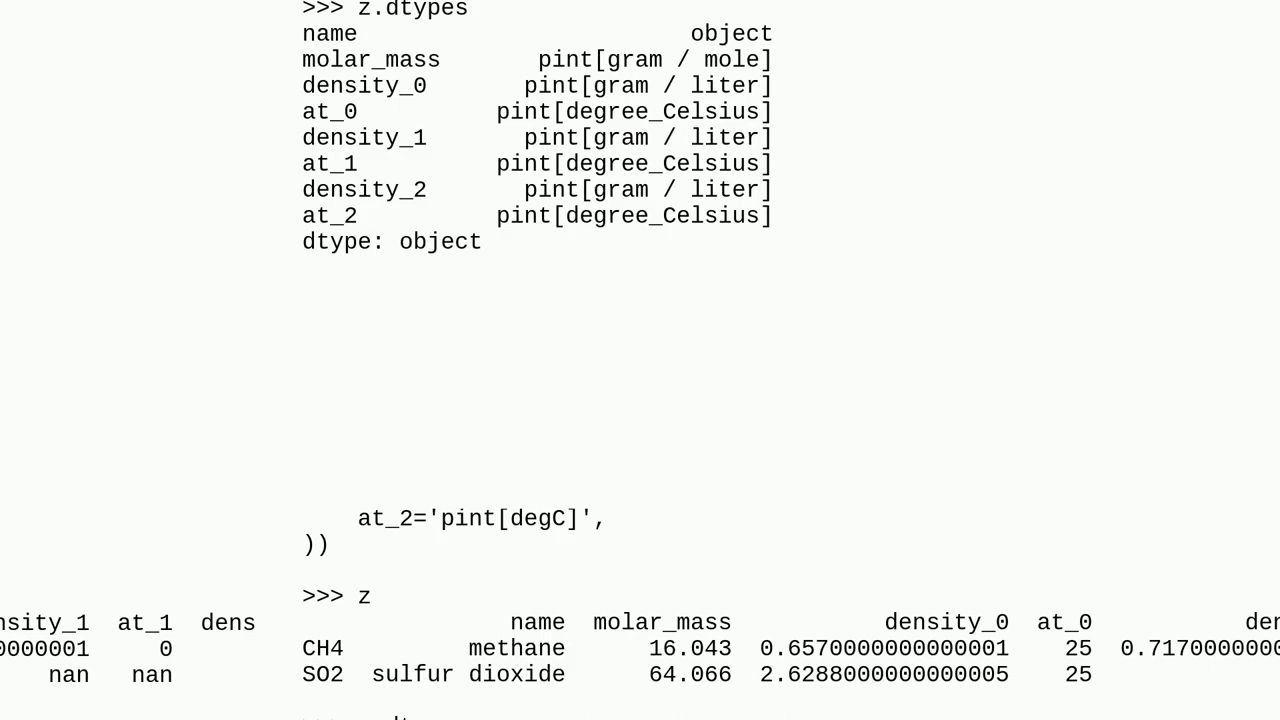 >>> z.dtypes
name                        object
molar_mass       pint[gram / mole]
density_0       pint[gram / liter]
at_0          pint[degree_Celsius]
density_1       pint[gram / liter]
at_1          pint[degree_Celsius]
density_2       pint[gram / liter]
at_2          pint[degree_Celsius]
dtype: object
    at_2='pint[degC]',
))
>>> z
nsity_1  at_1  dens                   name  molar_mass           density_0  at_0           den
0000001     0    CH4         methane      16.043  0.6570000000000001    25  0.7170000000
nan   nan    SO2  sulfur dioxide      64.066  2.6288000000000005    25